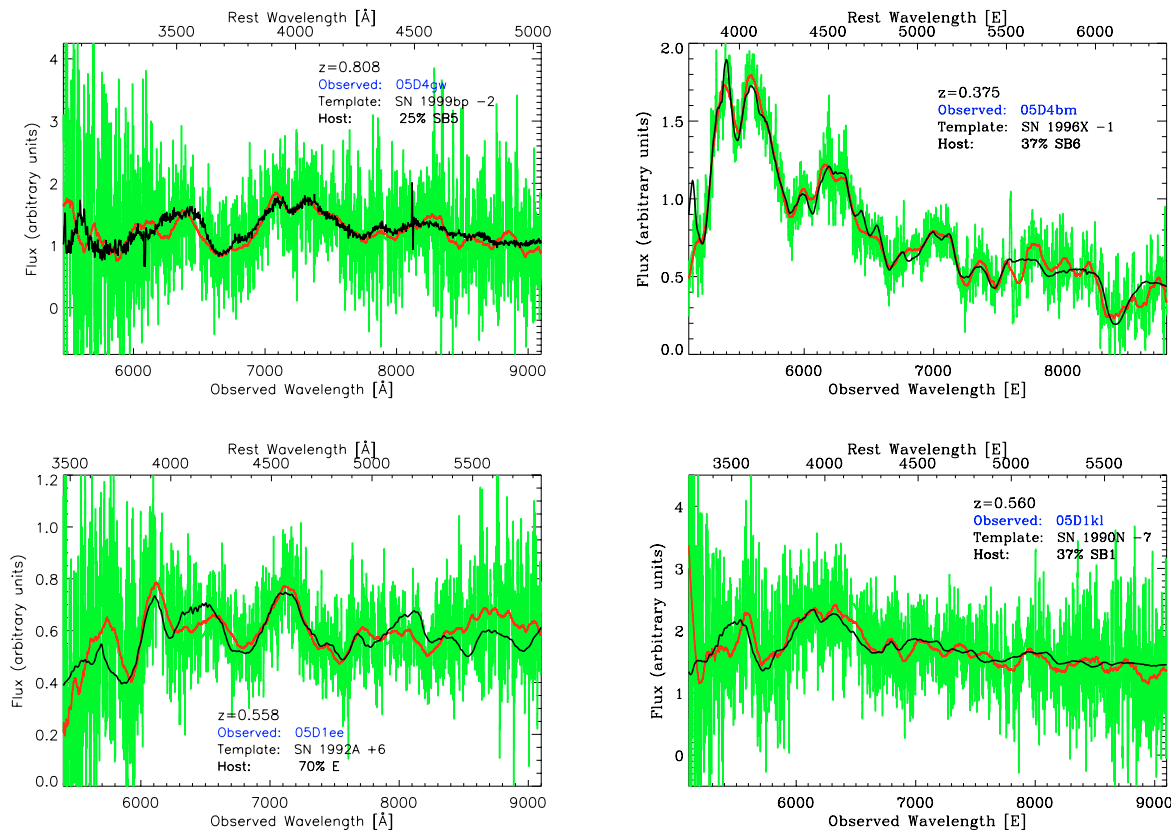 Rest Wavelength [Å]
3500 4000 4500 5000
4
3
2
1
0
Flux (arbitrary units)
z=0.808
Observed: 05D4gw
Template: SN 1999bp −2
Host: 25% SB5
6000 7000 8000 9000
Observed Wavelength [Å]
Rest Wavelength [E]
4000 4500 5000 5500 6000
2.0
1.5
1.0
0.5
0.0
Flux (arbitrary units)
z=0.375
Observed: 05D4bm
Template: SN 1996X −1
Host: 37% SB6
6000 7000 8000
Observed Wavelength [E]
Rest Wavelength [Å]
3500 4000 4500 5000 5500
1.2
1.0
0.8
0.6
0.4
0.2
0.0
Flux (arbitrary units)
z=0.558
Observed: 05D1ee
Template: SN 1992A +6
Host: 70% E
6000 7000 8000 9000
Observed Wavelength [Å]
Rest Wavelength [E]
3500 4000 4500 5000 5500
4
3
2
1
0
Flux (arbitrary units)
z=0.560
Observed: 05D1kl
Template: SN 1990N −7
Host: 37% SB1
6000 7000 8000 9000
Observed Wavelength [E]